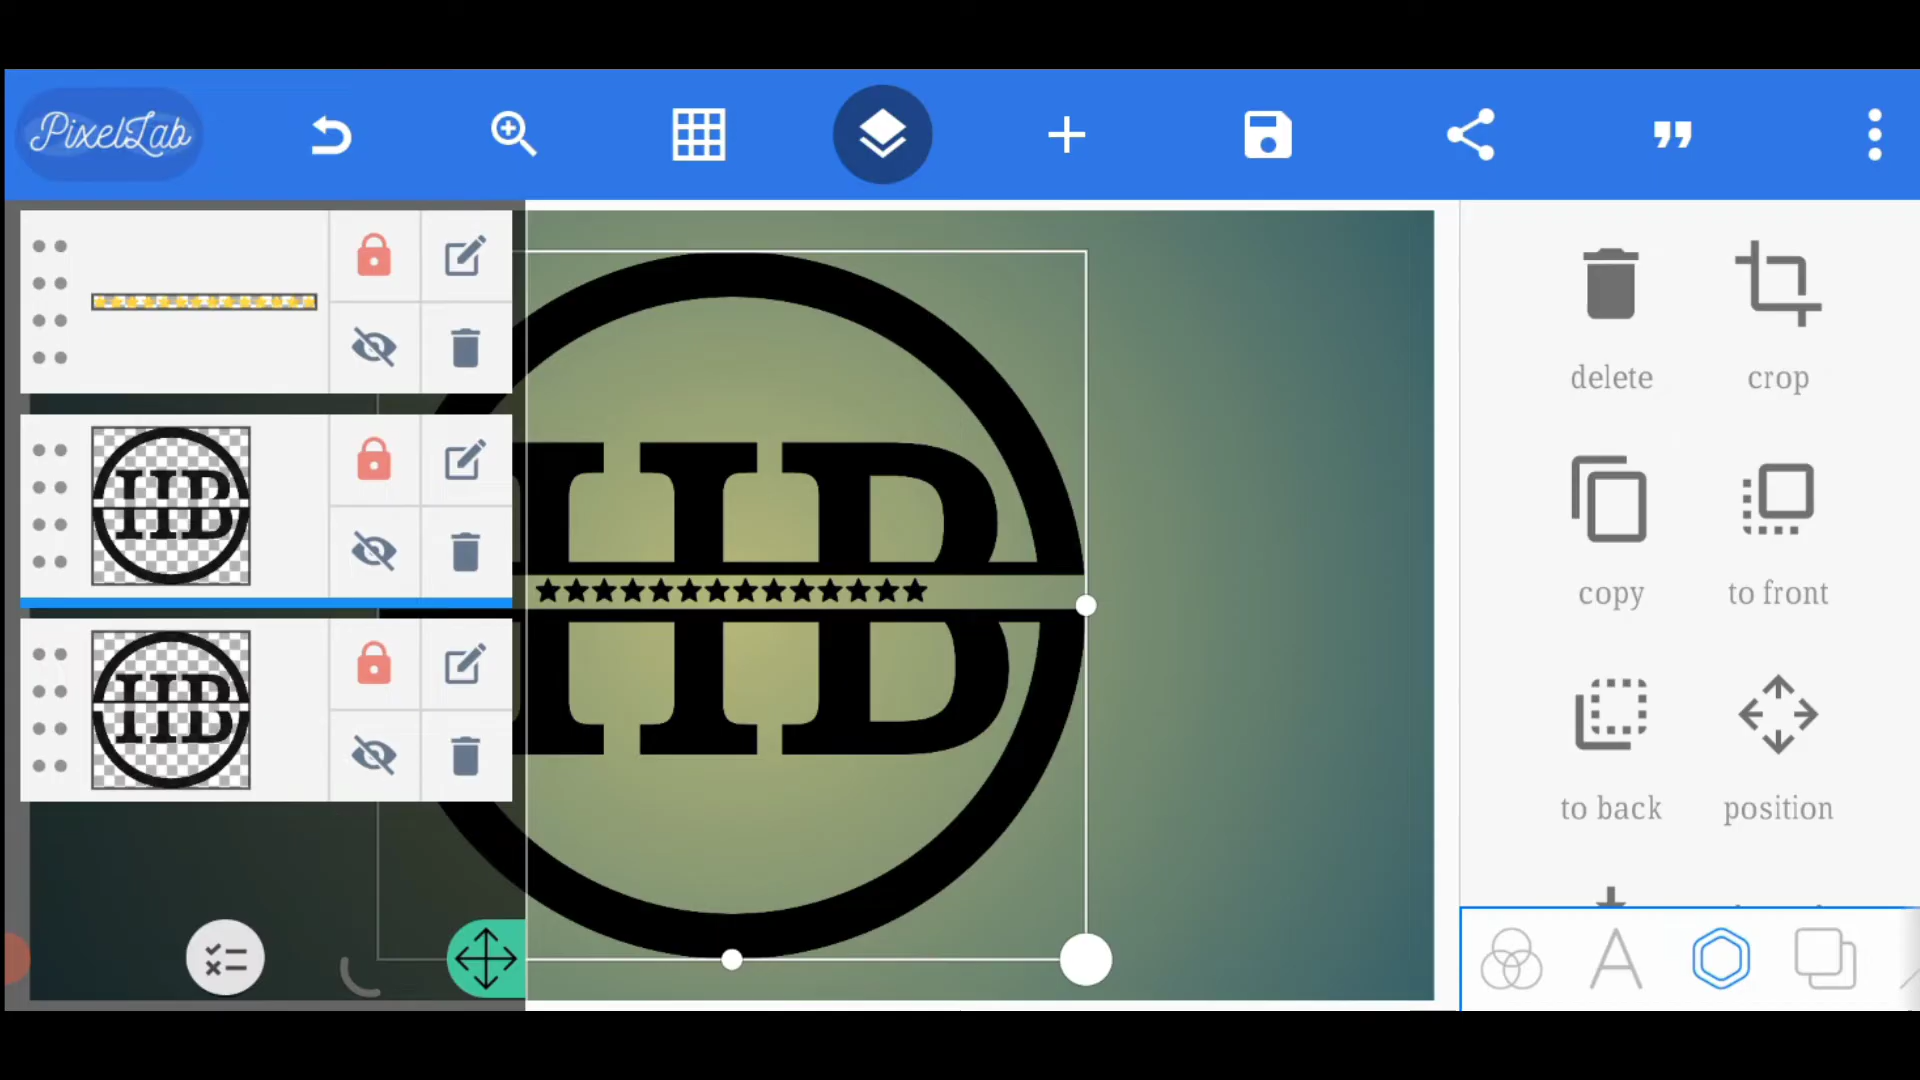 PixelLab
IIB
IIB
IIB
delete
crop
copy
to front
to back
position